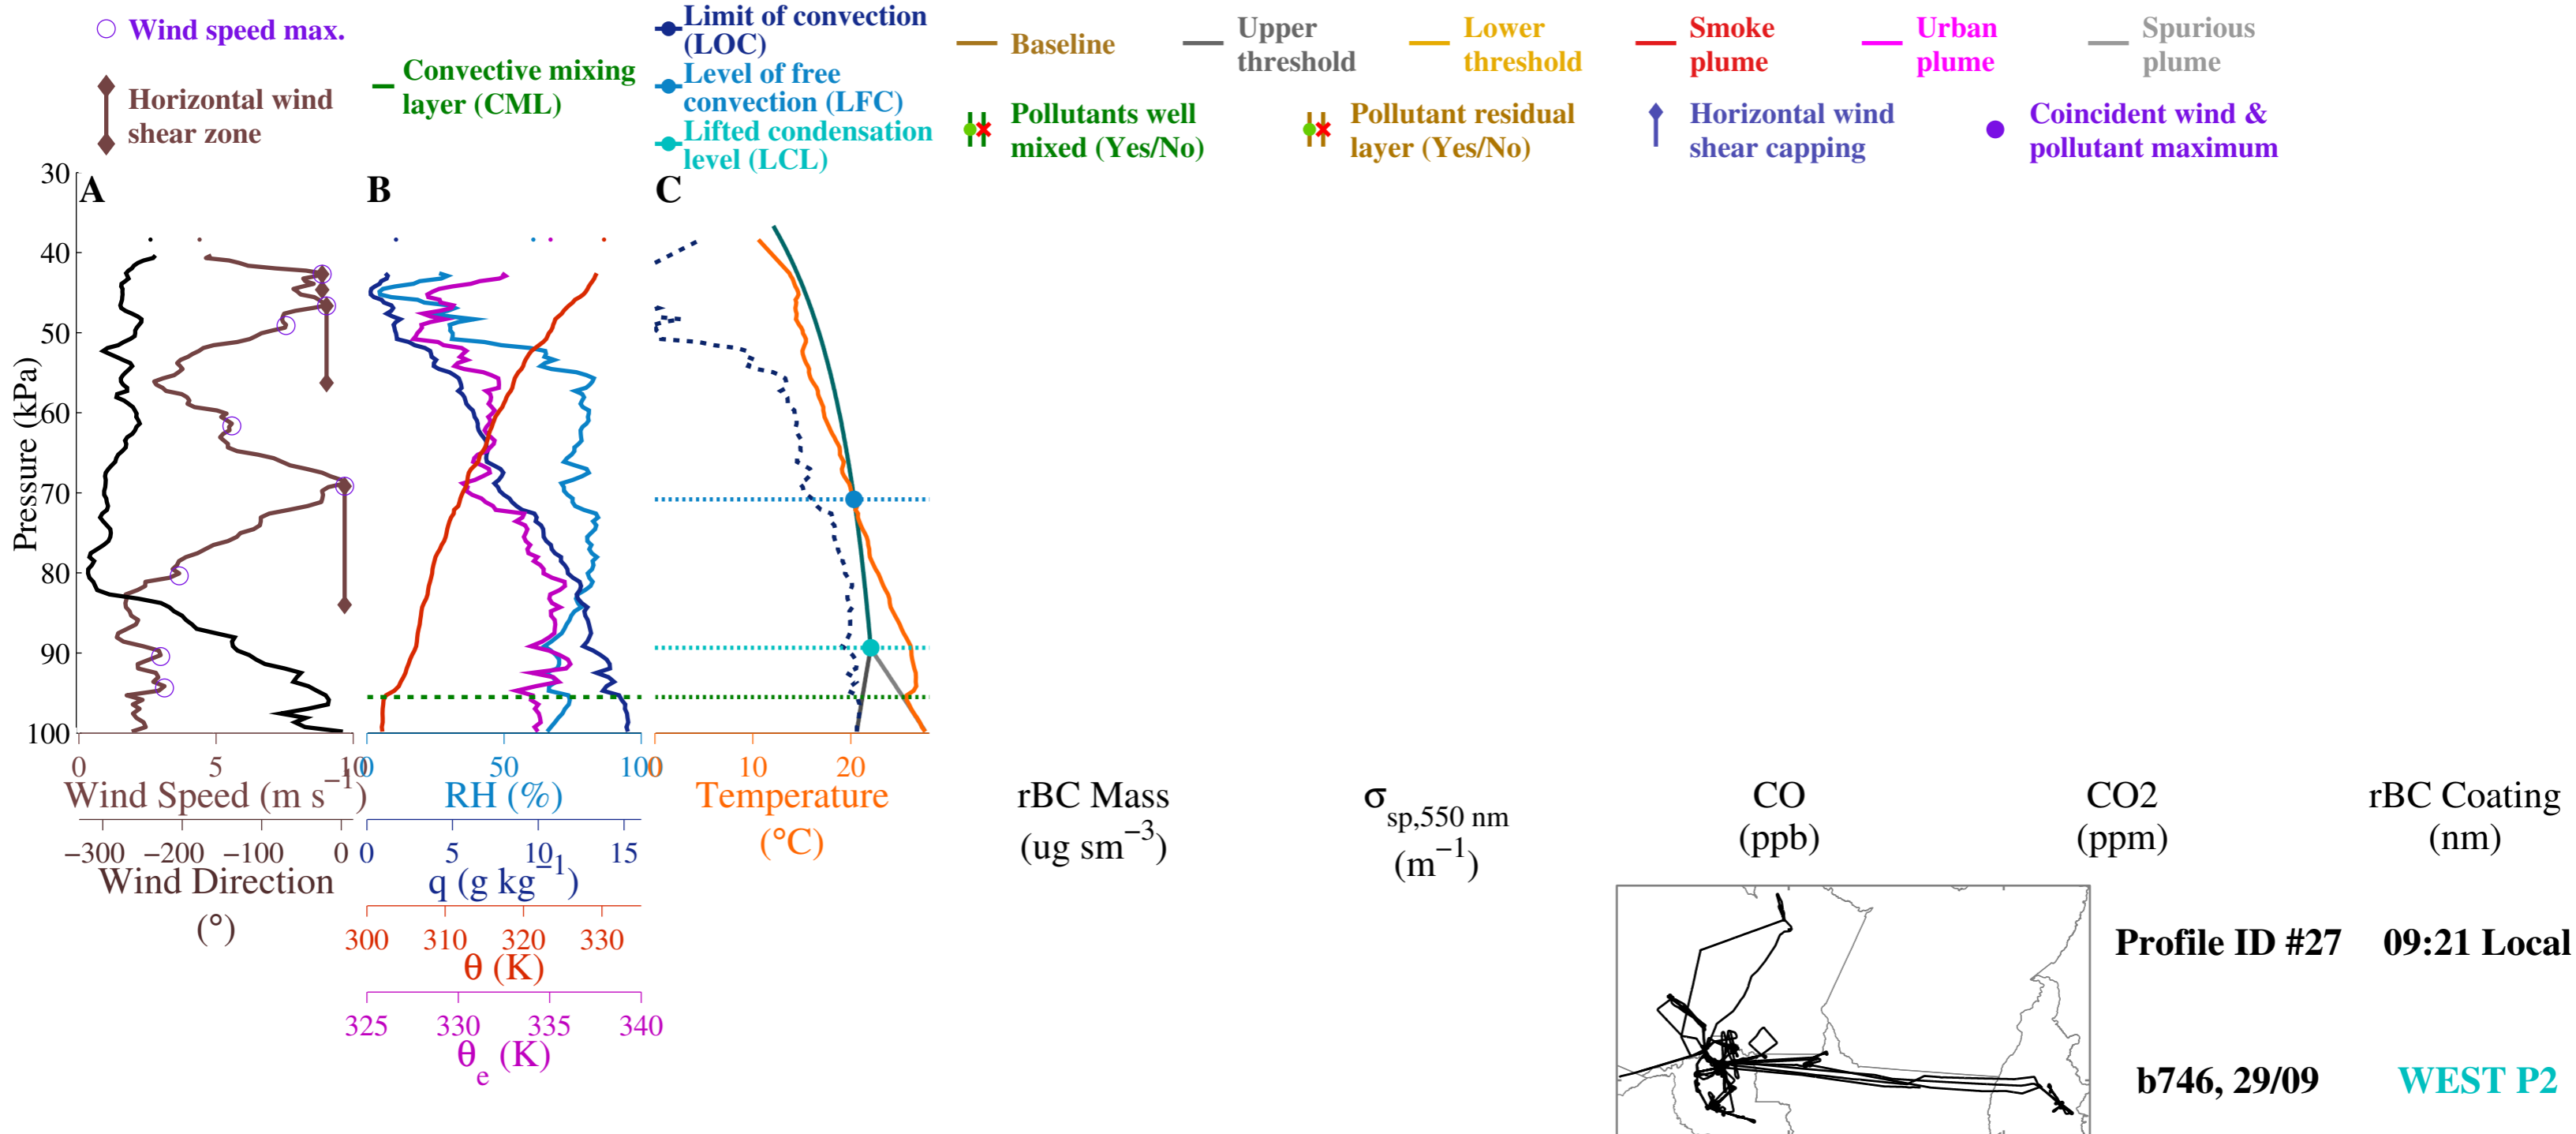 Wind speed max.
Horizontal wind
shear zone
Convective mixing
layer (CML)
Limit of convection
(LOC)
Level of free
convection (LFC)
Lifted condensation
level (LCL)
Baseline
Upper
threshold
Lower
threshold
Smoke
plume
Urban
plume
Spurious
plume
Pollutants well
mixed (Yes/No)
Pollutant residual
layer (Yes/No)
Horizontal wind
shear capping
Coincident wind &
pollutant maximum
A
B
C
30
40
50
60
70
80
90
100
Pressure (kPa)
0 5 10
Wind Speed (m s−1)
−300 −200 −100 0
Wind Direction
(°)
0 50 100
RH (%)
0 5 10 15
q (g kg−1)
300 310 320 330
θ (K)
325 330 335 340
θe (K)
0 10 20
Temperature
(°C)
rBC Mass
(ug sm−3)
σsp,550 nm
(m−1)
CO
(ppb)
CO2
(ppm)
rBC Coating
(nm)
Profile ID #27 09:21 Local
b746, 29/09 WEST P2